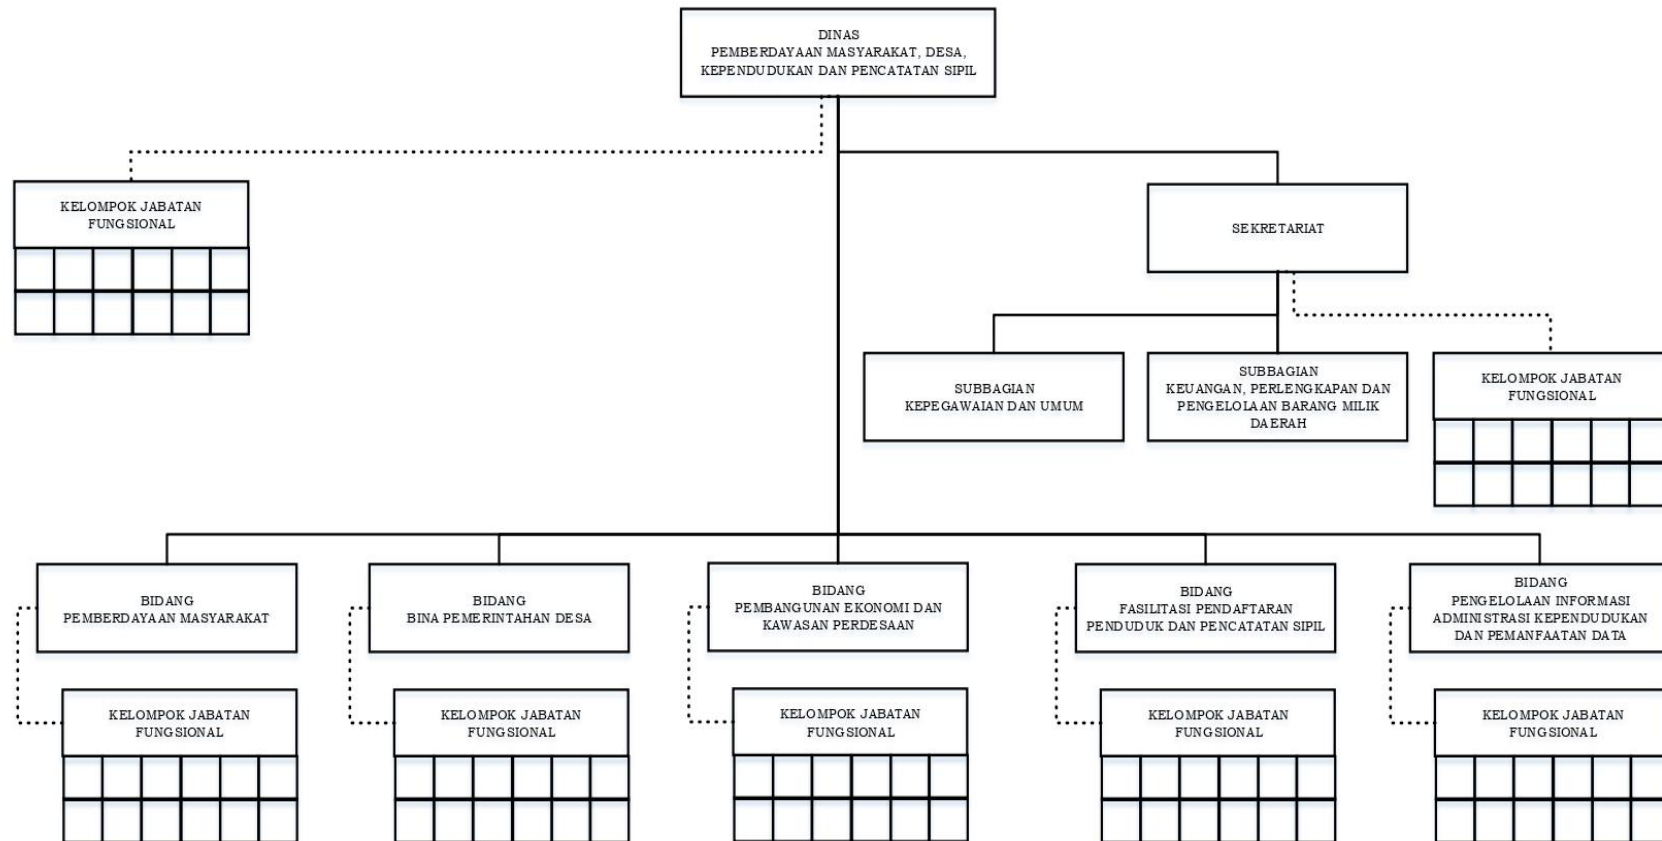 DINAS
PEMBERDAYAAN MASYARAKAT, DESA,
KEPENDUDUKAN DAN PENCATATAN SIPIL
KELOMPOK JABATAN
FUNGSIONAL
SEKRETARIAT
SUBBAGIAN
KEPEGAWAIAN DAN UMUM
SUBBAGIAN
KEUANGAN, PERLENGKAPAN DAN
PENGELOLAAN BARANG MILIK
DAERAH
KELOMPOK JABATAN
FUNGSIONAL
BIDANG
PEMBERDAYAAN MASYARAKAT
BIDANG
BINA PEMERINTAHAN DESA
BIDANG
PEMBANGUNAN EKONOMI DAN
KAWASAN PERDESAAN
BIDANG
FASILITASI PENDAFTARAN
PENDUDUK DAN PENCATATAN SIPIL
BIDANG
PENGELOLAAN INFORMASI
ADMINISTRASI KEPENDUDUKAN
DAN PEMANFAATAN DATA
KELOMPOK JABATAN
FUNGSIONAL
KELOMPOK JABATAN
FUNGSIONAL
KELOMPOK JABATAN
FUNGSIONAL
KELOMPOK JABATAN
FUNGSIONAL
KELOMPOK JABATAN
FUNGSIONAL